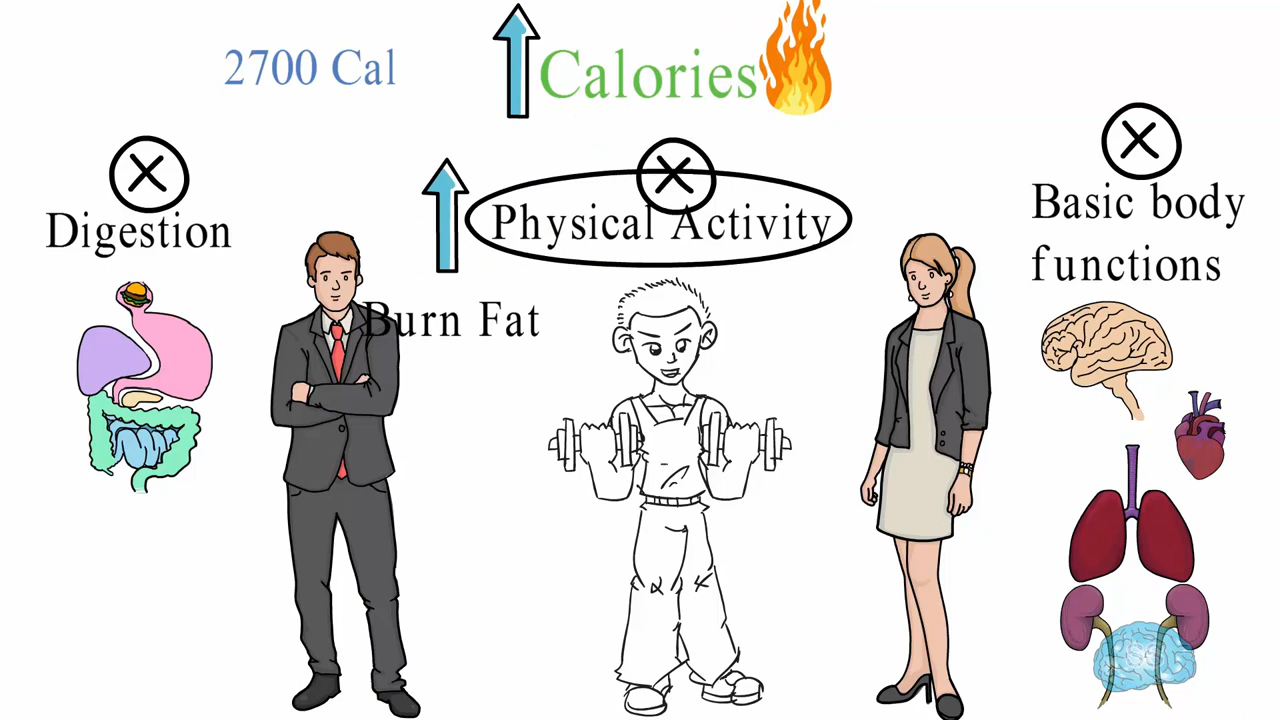 2700 Cal
Calories
Digestion
Physical Activity
Basic body
functions
Burn Fat